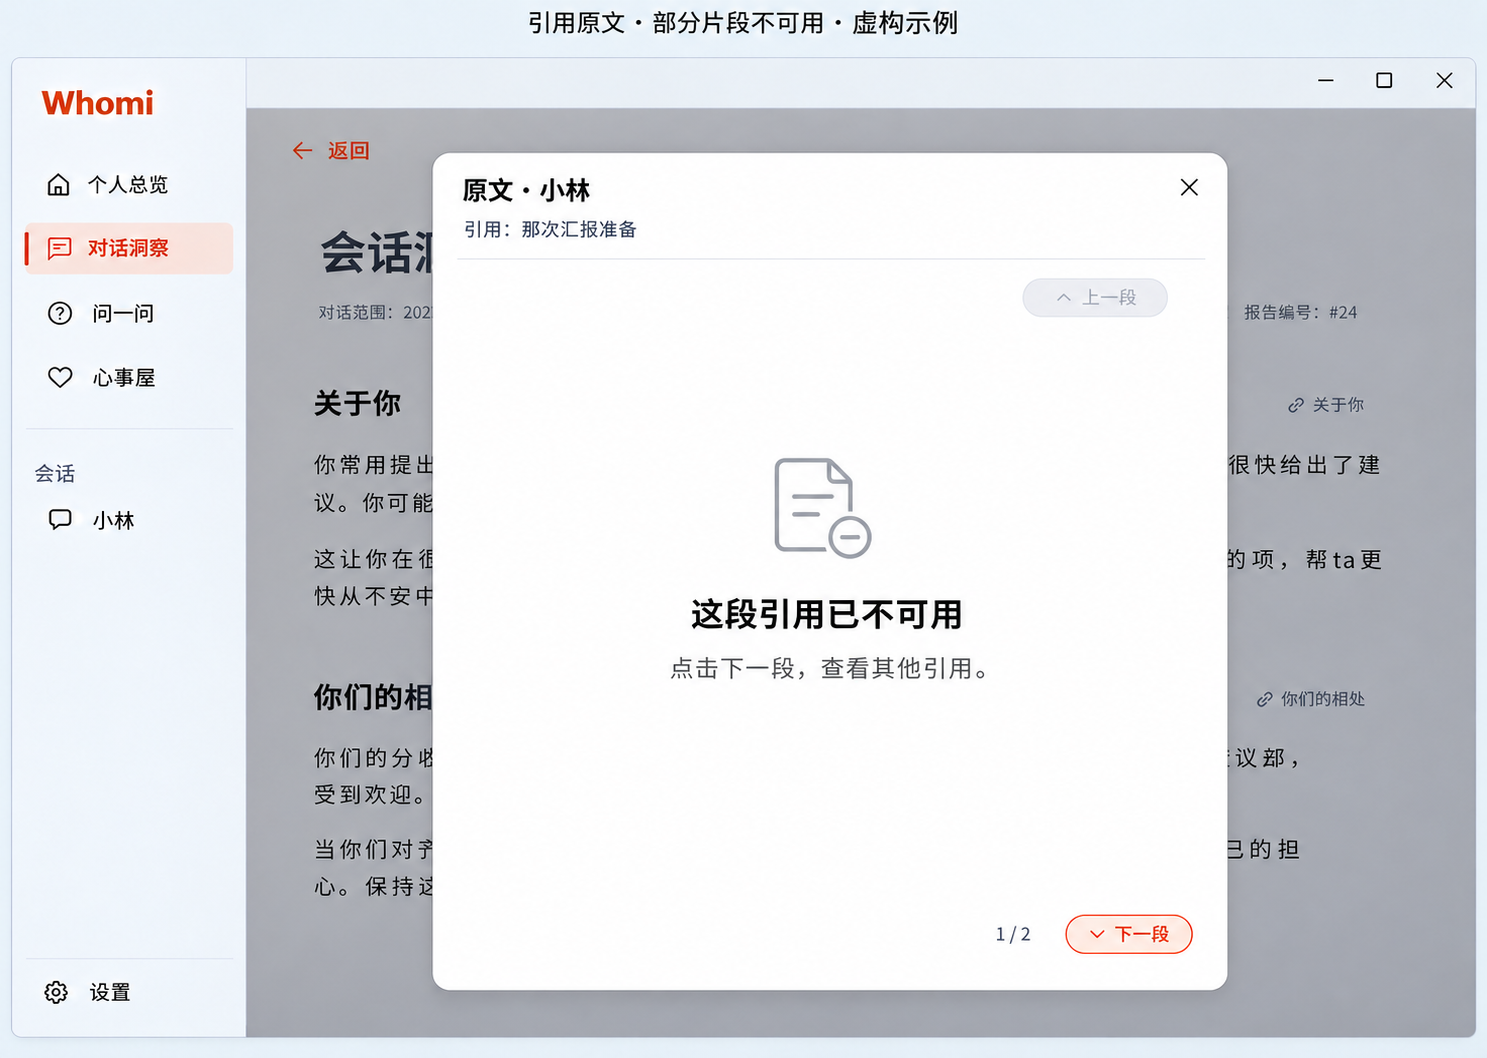 引用原文・部分片段不可用・虚构示例
Whomi
个人总览
对话洞察
问一问
心事屋
会话
小林
设置
返回
会话
对话范围：202
报告编号：#24
关于你
关于你
你常用提出
很快给出了建
议。你可能
这让你在很
的项，帮ta更
快从不安中
你们的相
你们的相处
你们的分
议部，
受到欢迎。
当你们对
己的担
心。保持这
原文・小林
引用：那次汇报准备
上一段
这段引用已不可用
点击下一段，查看其他引用。
1 / 2
下一段